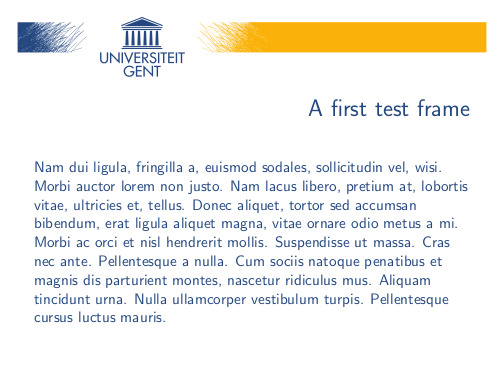 UNIVERSITEIT
GENT
A first test frame
Nam dui ligula, fringilla a, euismod sodales, sollicitudin vel, wisi.
Morbi auctor lorem non justo. Nam lacus libero, pretium at, lobortis
vitae, ultricies et, tellus. Donec aliquet, tortor sed accumsan
bibendum, erat ligula aliquet magna, vitae ornare odio metus a mi.
Morbi ac orci et nisl hendrerit mollis. Suspendisse ut massa. Cras
nec ante. Pellentesque a nulla. Cum sociis natoque penatibus et
magnis dis parturient montes, nascetur ridiculus mus. Aliquam
tincidunt urna. Nulla ullamcorper vestibulum turpis. Pellentesque
cursus luctus mauris.